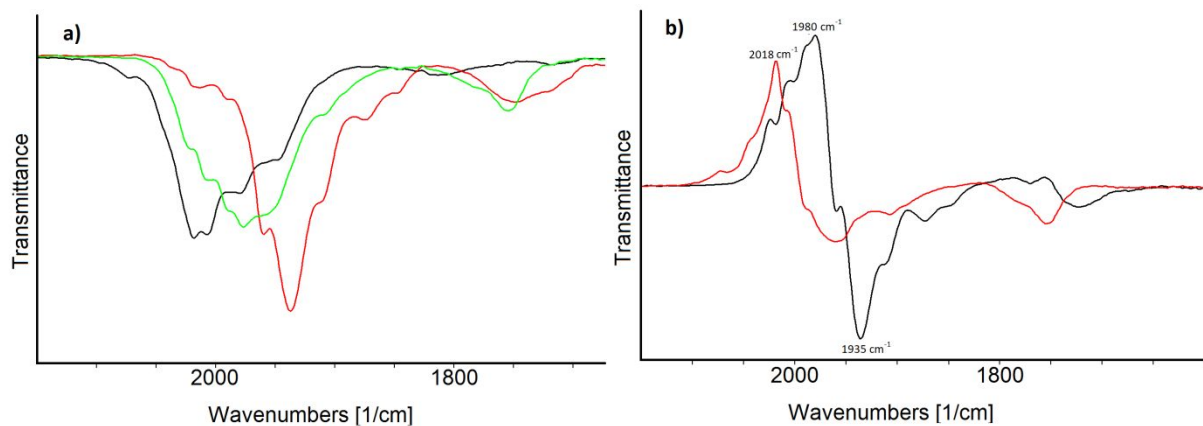 a)
Transmittance
2000
1800
Wavenumbers [1/cm]
b)
1980 cm⁻¹
2018 cm⁻¹
1935 cm⁻¹
Transmittance
2000
1800
Wavenumbers [1/cm]